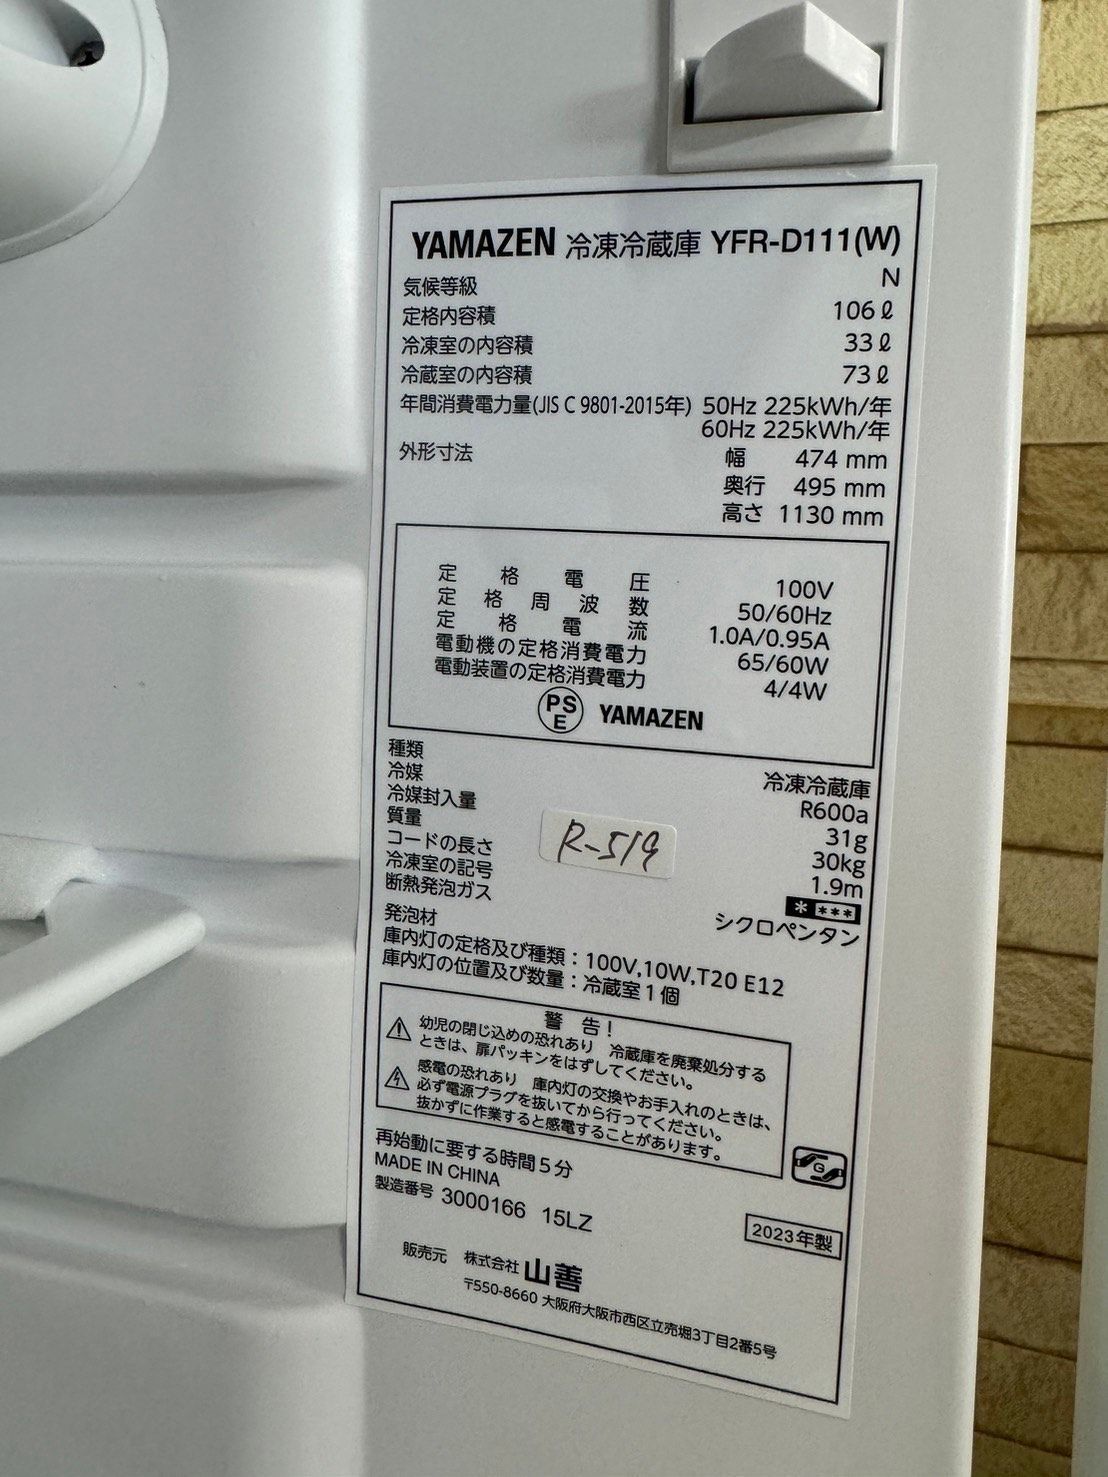 YAMAZEN 冷凍冷蔵庫 YFR-D111(W)
気候等級 N
定格内容積 106ℓ
冷凍室の内容積 33ℓ
冷蔵室の内容積 73ℓ
年間消費電力量(JIS C 9801-2015年) 50Hz 225kWh/年
60Hz 225kWh/年
外形寸法 幅 474 mm
奥行 495 mm
高さ 1130 mm
定格電圧 100V
定格周波数 50/60Hz
定格電流 1.0A/0.95A
電動機の定格消費電力 65/60W
電動装置の定格消費電力 4/4W
PSE YAMAZEN
種類 冷凍冷蔵庫
冷媒 R600a
冷媒封入量 31g
質量 30kg
コードの長さ 1.9m
冷凍室の記号 * ***
断熱発泡ガス シクロペンタン
発泡材
庫内灯の定格及び種類:100V,10W,T20 E12
庫内灯の位置及び数量:冷蔵室1個
R-519
警告!
幼児の閉じ込めの恐れあり 冷蔵庫を廃棄処分する
ときは、扉パッキンをはずしてください。
感電の恐れあり 庫内灯の交換やお手入れのときは、
必ず電源プラグを抜いてから行ってください。
抜かずに作業すると感電することがあります。
G
再始動に要する時間5分
MADE IN CHINA
製造番号 3000166 15LZ
2023年製
販売元 株式会社 山善
〒550-8660 大阪府大阪市西区立売堀3丁目2番5号